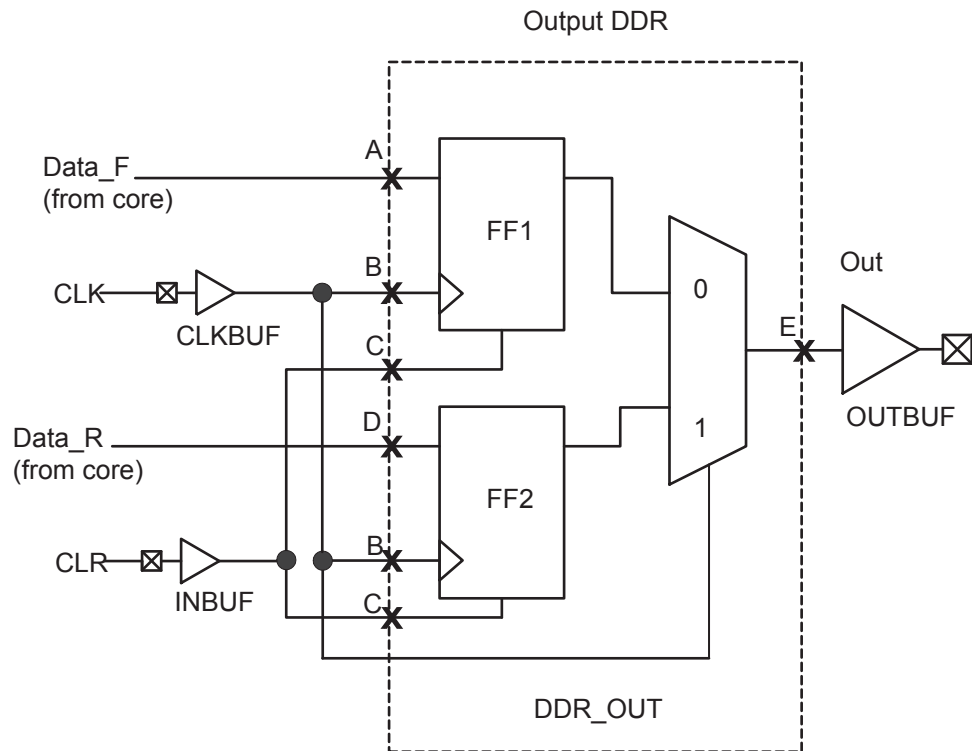 Output DDR
A
Data_F
(from core)
FF1
B
CLK
CLKBUF
0
Out
C
E
OUTBUF
D
Data_R
(from core)
1
FF2
B
CLR
INBUF
C
DDR_OUT